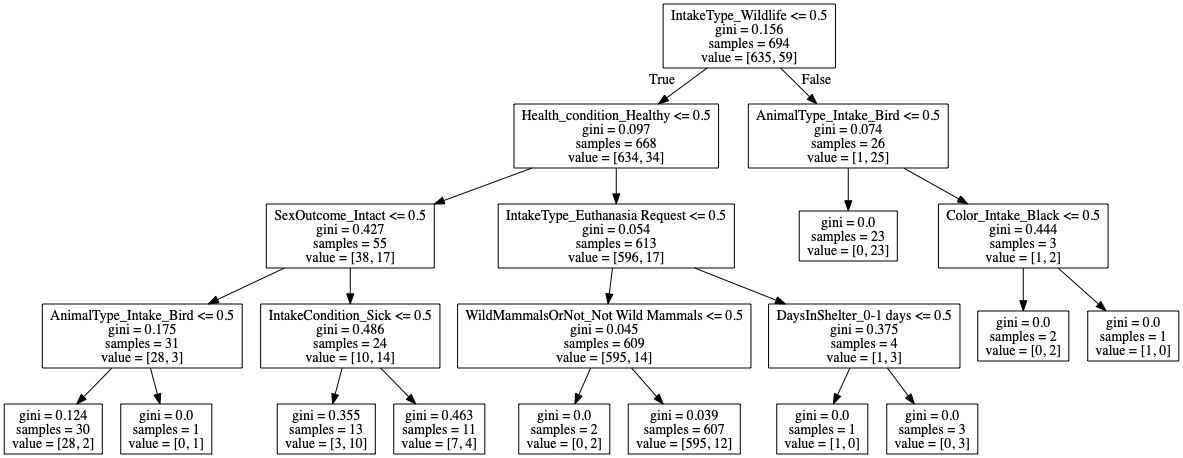 IntakeType_Wildlife <= 0.5
gini = 0.156
samples = 694
value = [635, 59]
True
False
Health_condition_Healthy <= 0.5
gini = 0.097
samples = 668
value = [634, 34]
AnimalType_Intake_Bird <= 0.5
gini = 0.074
samples = 26
value = [1, 25]
SexOutcome_Intact <= 0.5
gini = 0.427
samples = 55
value = [38, 17]
IntakeType_Euthanasia Request <= 0.5
gini = 0.054
samples = 613
value = [596, 17]
gini = 0.0
samples = 23
value = [0, 23]
Color_Intake_Black <= 0.5
gini = 0.444
samples = 3
value = [1, 2]
AnimalType_Intake_Bird <= 0.5
gini = 0.175
samples = 31
value = [28, 3]
IntakeCondition_Sick <= 0.5
gini = 0.486
samples = 24
value = [10, 14]
WildMammalsOrNot_Not Wild Mammals <= 0.5
gini = 0.045
samples = 609
value = [595, 14]
DaysInShelter_0-1 days <= 0.5
gini = 0.375
samples = 4
value = [1, 3]
gini = 0.0
samples = 2
value = [0, 2]
gini = 0.0
samples = 1
value = [1, 0]
gini = 0.124
samples = 30
value = [28, 2]
gini = 0.0
samples = 1
value = [0, 1]
gini = 0.355
samples = 13
value = [3, 10]
gini = 0.463
samples = 11
value = [7, 4]
gini = 0.0
samples = 2
value = [0, 2]
gini = 0.039
samples = 607
value = [595, 12]
gini = 0.0
samples = 1
value = [1, 0]
gini = 0.0
samples = 3
value = [0, 3]